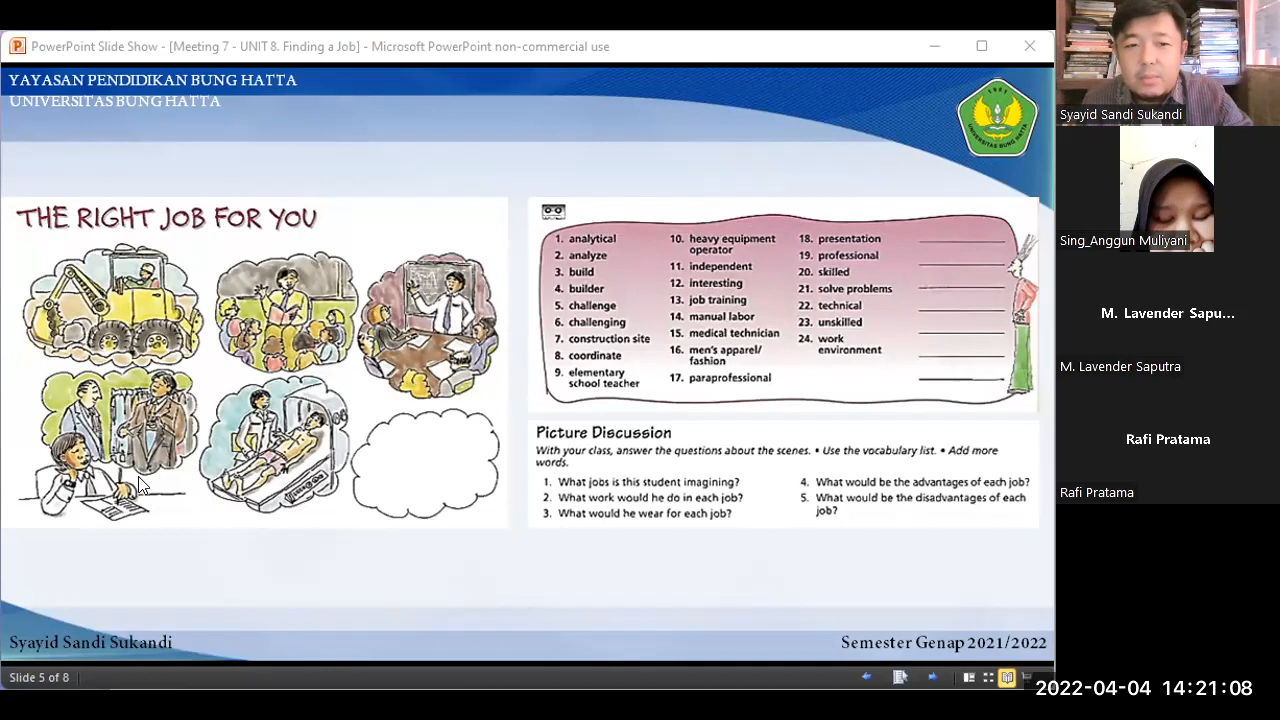 PowerPoint Slide Show - [Meeting 7 - UNIT 8. Finding a Job] - Microsoft PowerPoint non-commercial use
YAYASAN PENDIDIKAN BUNG HATTA
UNIVERSITAS BUNG HATTA
1981
UNIVERSITAS BUNG HATTA
THE RIGHT JOB FOR YOU
1. analytical
2. analyze
3. build
4. builder
5. challenge
6. challenging
7. construction site
8. coordinate
9. elementary
school teacher
10. heavy equipment
operator
11. independent
12. interesting
13. job training
14. manual labor
15. medical technician
16. men's apparel/
fashion
17. paraprofessional
18. presentation
19. professional
20. skilled
21. solve problems
22. technical
23. unskilled
24. work
environment
Picture Discussion
With your class, answer the questions about the scenes. • Use the vocabulary list. • Add more
words.
1. What jobs is this student imagining?
2. What work would he do in each job?
3. What would he wear for each job?
4. What would be the advantages of each job?
5. What would be the disadvantages of each
job?
Syayid Sandi Sukandi
Semester Genap 2021/2022
Slide 5 of 8
Syayid Sandi Sukandi
Sing_Anggun Muliyani
M. Lavender Sapu...
M. Lavender Saputra
Rafi Pratama
Rafi Pratama
2022-04-04 14:21:08